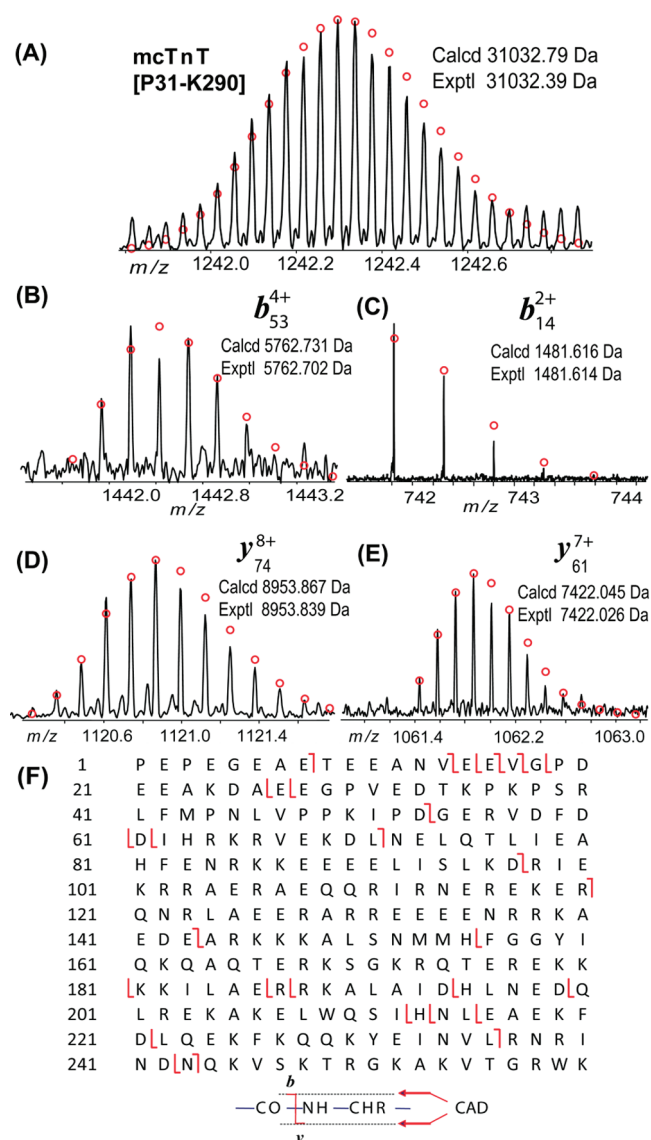 (A)
mcTnT
[P31-K290]
Calcd 31032.79 Da
Exptl 31032.39 Da
m/z 1242.0 1242.2 1242.4 1242.6
(B)
b 4+ 53
Calcd 5762.731 Da
Exptl 5762.702 Da
1442.0 1442.8 1443.2
m/z
(C)
b 2+ 14
Calcd 1481.616 Da
Exptl 1481.614 Da
742 743 744
m/z
(D)
y 8+ 74
Calcd 8953.867 Da
Exptl 8953.839 Da
m/z 1120.6 1121.0 1121.4
(E)
y 7+ 61
Calcd 7422.045 Da
Exptl 7422.026 Da
m/z 1061.4 1062.2 1063.0
(F)
1 P E P E G E A E T E E A N V E E V G P D
21 E E A K D A E E G P V E D T K P K P S R
41 L F M P N L V P P K I P D G E R V D F D
61 D I H R K R V E K D L N E L Q T L I E A
81 H F E N R K K E E E E L I S L K D R I E
101 K R R A E R A E Q Q R I R N E R E K E R
121 Q N R L A E E R A R R E E E E N R R K A
141 E D E A R K K K A L S N M M H F G G Y I
161 Q K Q A Q T E R K S G K R Q T E R E K K
181 K K I L A E R R K A L A I D H L N E D Q
201 L R E K A K E L W Q S I H N L E A E K F
221 D L Q E K F K Q Q K Y E I N V L R N R I
241 N D N Q K V S K T R G K A K V T G R W K
b
—CO—NH—CHR— CAD
y